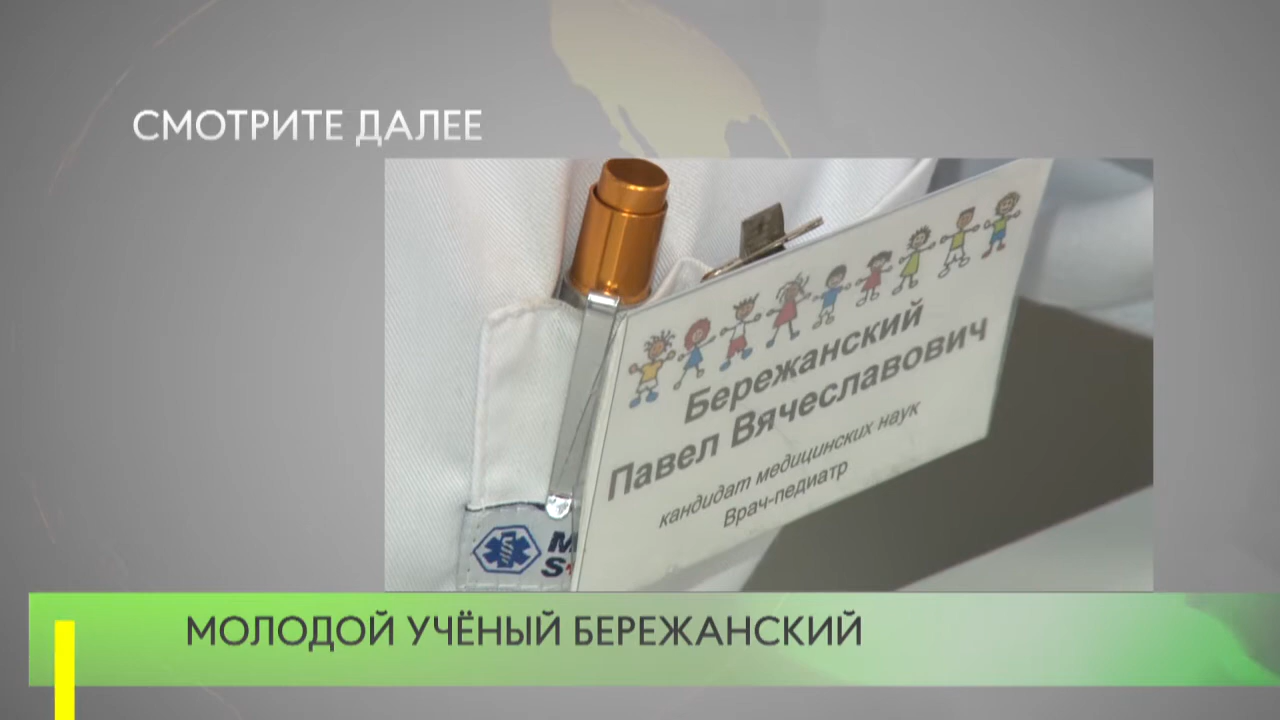 СМОТРИТЕ ДАЛЕЕ
Бережанский
Павел Вячеславович
кандидат медицинских наук
Врач-педиатр
МОЛОДОЙ УЧЁНЫЙ БЕРЕЖАНСКИЙ